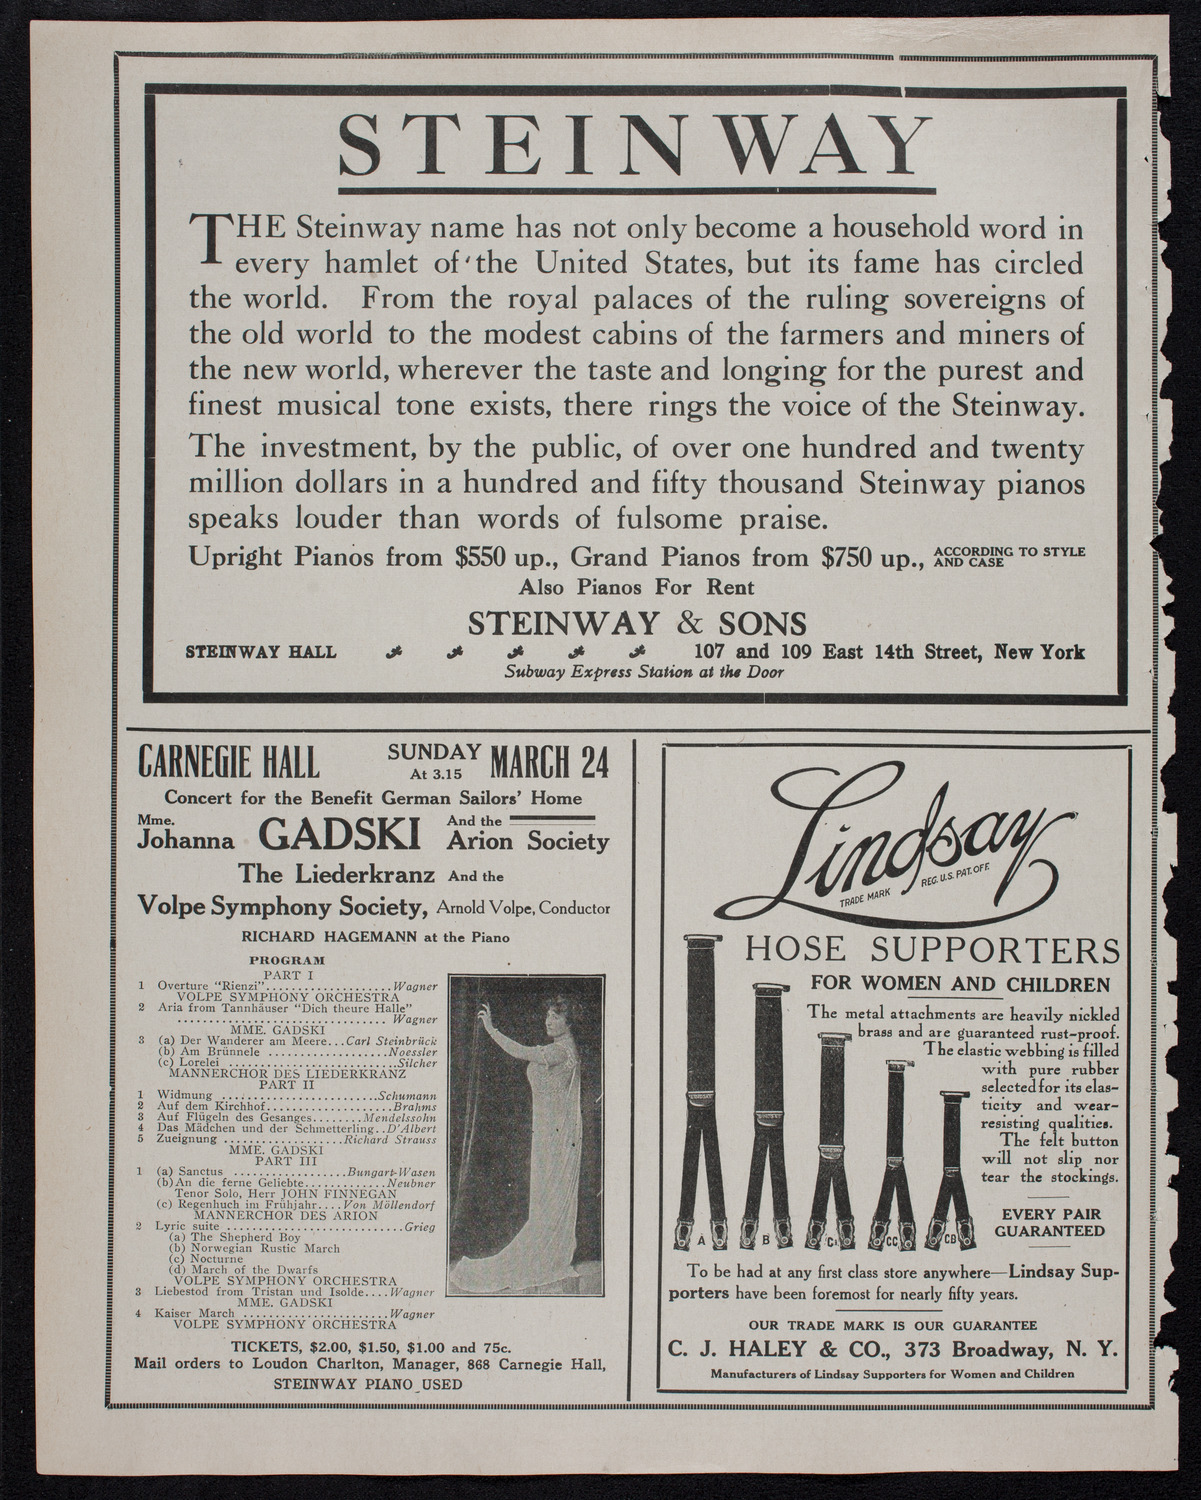 STEINWAY
THE Steinway name has not only become a household word in
every hamlet of the United States, but its fame has circled
the world. From the royal palaces of the ruling sovereigns of
the old world to the modest cabins of the farmers and miners of
the new world, wherever the taste and longing for the purest and
finest musical tone exists, there rings the voice of the Steinway.
The investment, by the public, of over one hundred and twenty
million dollars in a hundred and fifty thousand Steinway pianos
speaks louder than words of fulsome praise.
Upright Pianos from $550 up., Grand Pianos from $750 up., ACCORDING TO STYLE AND CASE
Also Pianos For Rent
STEINWAY & SONS
STEINWAY HALL 107 and 109 East 14th Street, New York
Subway Express Station at the Door
CARNEGIE HALL SUNDAY At 3.15 MARCH 24
Concert for the Benefit German Sailors' Home
Mme. Johanna GADSKI And the Arion Society
The Liederkranz And the
Volpe Symphony Society, Arnold Volpe, Conductor
RICHARD HAGEMANN at the Piano
PROGRAM
PART I
1 Overture "Rienzi"...................Wagner
VOLPE SYMPHONY ORCHESTRA
2 Aria from Tannhäuser "Dich theure Halle"
................................ Wagner
MME. GADSKI
3 (a) Der Wanderer am Meere...Carl Steinbrück
(b) Am Brünnele ..................Noessler
(c) Lorelei ..........................Silcher
MANNERCHOR DES LIEDERKRANZ
PART II
1 Widmung ........................Schumann
2 Auf dem Kirchhof....................Brahms
3 Auf Flügeln des Gesanges........Mendelssohn
4 Das Mädchen und der Schmetterling..D'Albert
5 Zueignung ...................Richard Strauss
MME. GADSKI
PART III
1 (a) Sanctus ..................Bungart-Wasen
(b) An die ferne Geliebte.............Neubner
Tenor Solo, Herr JOHN FINNEGAN
(c) Regenhuch im Frühjahr....Von Möllendorf
MANNERCHOR DES ARION
2 Lyric suite ...........................Grieg
(a) The Shepherd Boy
(b) Norwegian Rustic March
(c) Nocturne
(d) March of the Dwarfs
VOLPE SYMPHONY ORCHESTRA
3 Liebestod from Tristan und Isolde....Wagner
MME. GADSKI
4 Kaiser March .......................Wagner
VOLPE SYMPHONY ORCHESTRA
TICKETS, $2.00, $1.50, $1.00 and 75c.
Mail orders to Loudon Charlton, Manager, 868 Carnegie Hall,
STEINWAY PIANO USED
Lindsay
TRADE MARK REG. U.S. PAT. OFF.
HOSE SUPPORTERS
FOR WOMEN AND CHILDREN
The metal attachments are heavily nickled
brass and are guaranteed rust-proof.
The elastic webbing is filled
with pure rubber
selected for its elas-
ticity and wear-
resisting qualities.
The felt button
will not slip nor
tear the stockings.
EVERY PAIR
GUARANTEED
A B C CC CB
To be had at any first class store anywhere—Lindsay Sup-
porters have been foremost for nearly fifty years.
OUR TRADE MARK IS OUR GUARANTEE
C. J. HALEY & CO., 373 Broadway, N. Y.
Manufacturers of Lindsay Supporters for Women and Children